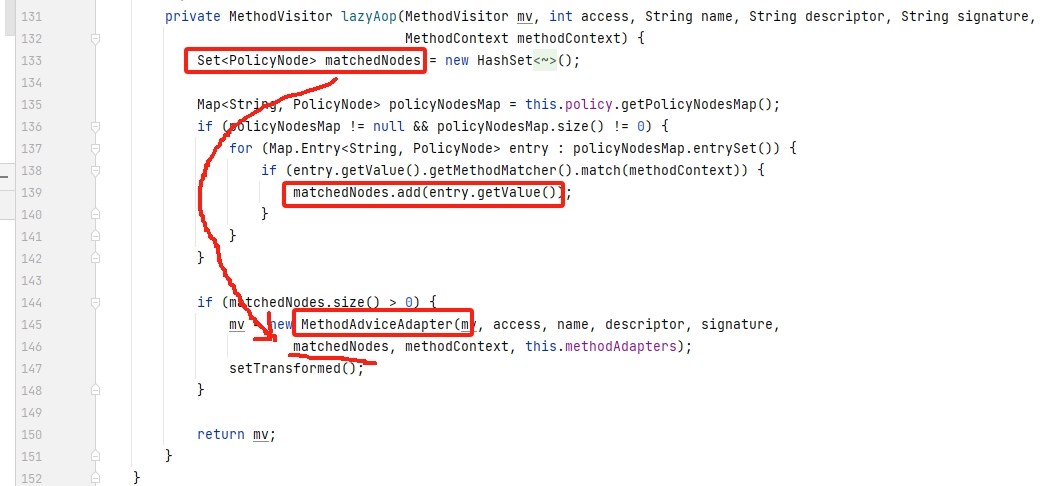 131 private MethodVisitor lazyAop(MethodVisitor mv, int access, String name, String descriptor, String signature,
132 MethodContext methodContext) {
133 Set<PolicyNode> matchedNodes = new HashSet<~>();
134
135 Map<String, PolicyNode> policyNodesMap = this.policy.getPolicyNodesMap();
136 if (policyNodesMap != null && policyNodesMap.size() != 0) {
137 for (Map.Entry<String, PolicyNode> entry : policyNodesMap.entrySet()) {
138 if (entry.getValue().getMethodMatcher().match(methodContext)) {
139 matchedNodes.add(entry.getValue());
140 }
141 }
142 }
143
144 if (matchedNodes.size() > 0) {
145 mv = new MethodAdviceAdapter(mv, access, name, descriptor, signature,
146 matchedNodes, methodContext, this.methodAdapters);
147 setTransformed();
148 }
149
150 return mv;
151 }
152 }